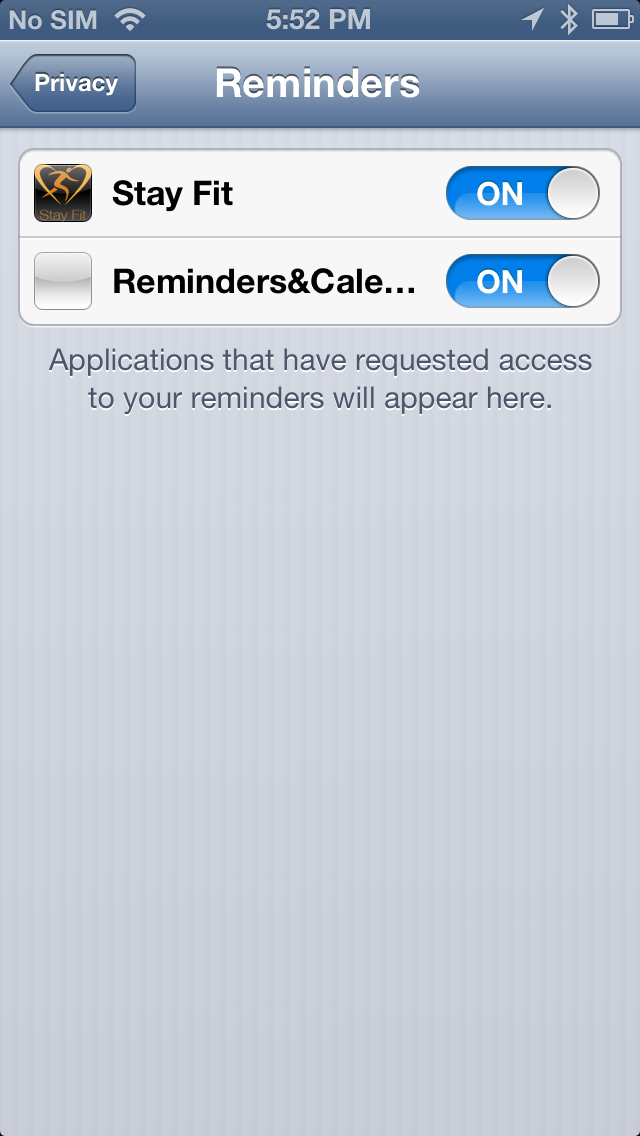 No SIM 5:52 PM
Privacy Reminders
Stay Fit
Stay Fit ON
Reminders&Cale... ON
Applications that have requested access
to your reminders will appear here.